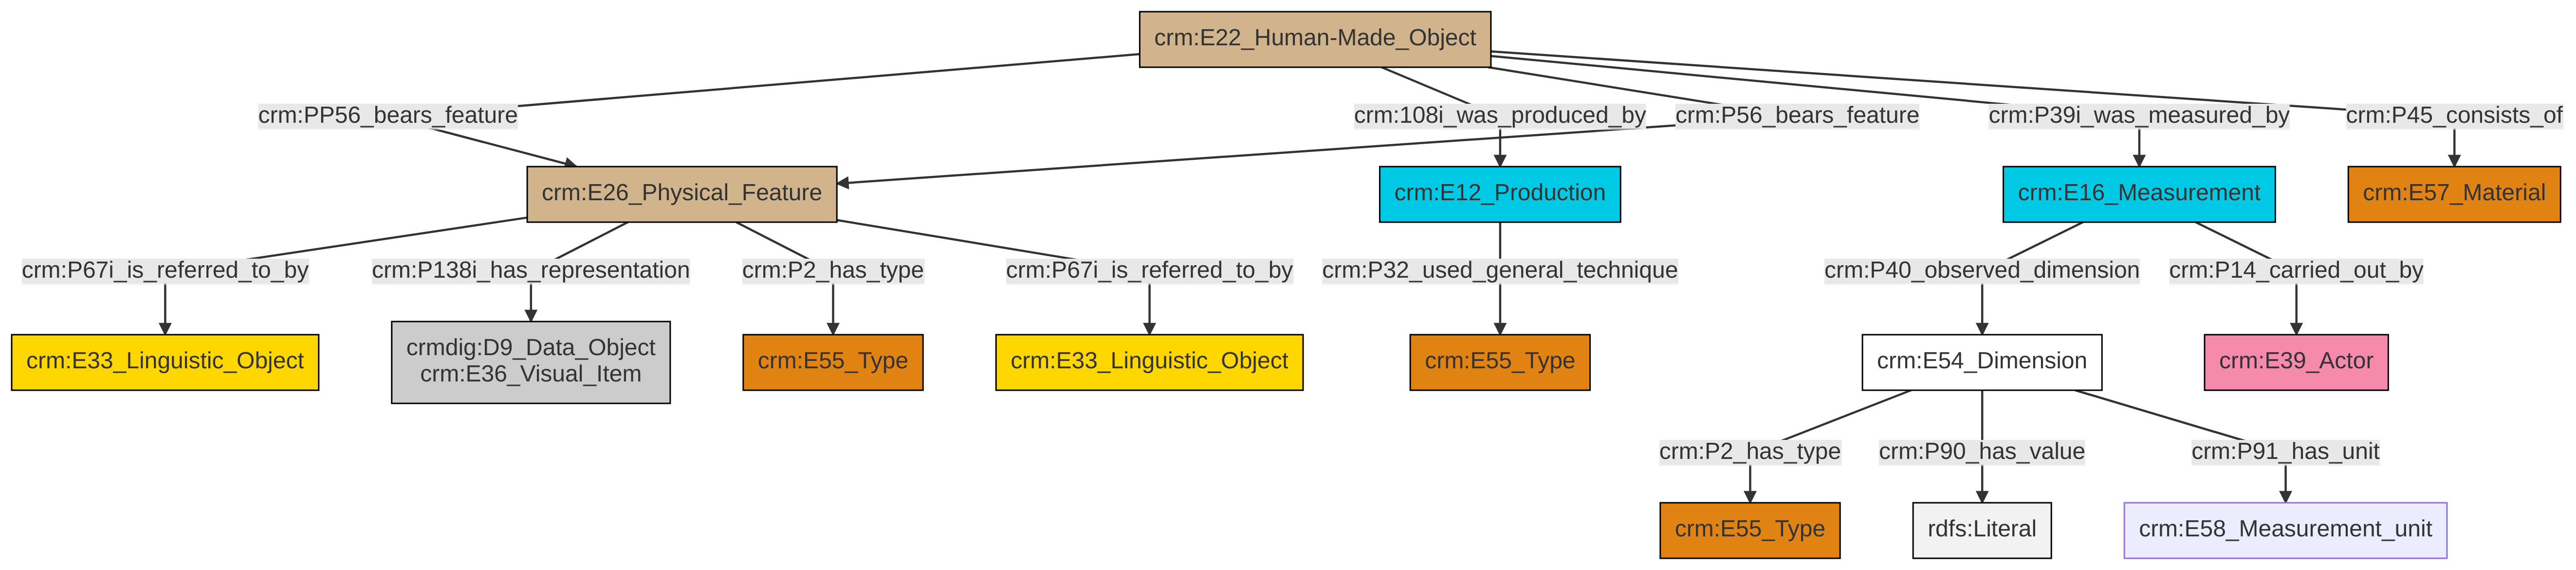 crm:E22_Human-Made_Object
crm:PP56_bears_feature
crm:108i_was_produced_by
crm:P56_bears_feature
crm:P39i_was_measured_by
crm:P45_consists_of
crm:E26_Physical_Feature
crm:E12_Production
crm:E16_Measurement
crm:E57_Material
crm:P67i_is_referred_to_by
crm:P138i_has_representation
crm:P2_has_type
crm:P67i_is_referred_to_by
crm:P32_used_general_technique
crm:P40_observed_dimension
crm:P14_carried_out_by
crm:E33_Linguistic_Object
crmdig:D9_Data_Object
crm:E36_Visual_Item
crm:E55_Type
crm:E33_Linguistic_Object
crm:E55_Type
crm:E54_Dimension
crm:E39_Actor
crm:P2_has_type
crm:P90_has_value
crm:P91_has_unit
crm:E55_Type
rdfs:Literal
crm:E58_Measurement_unit